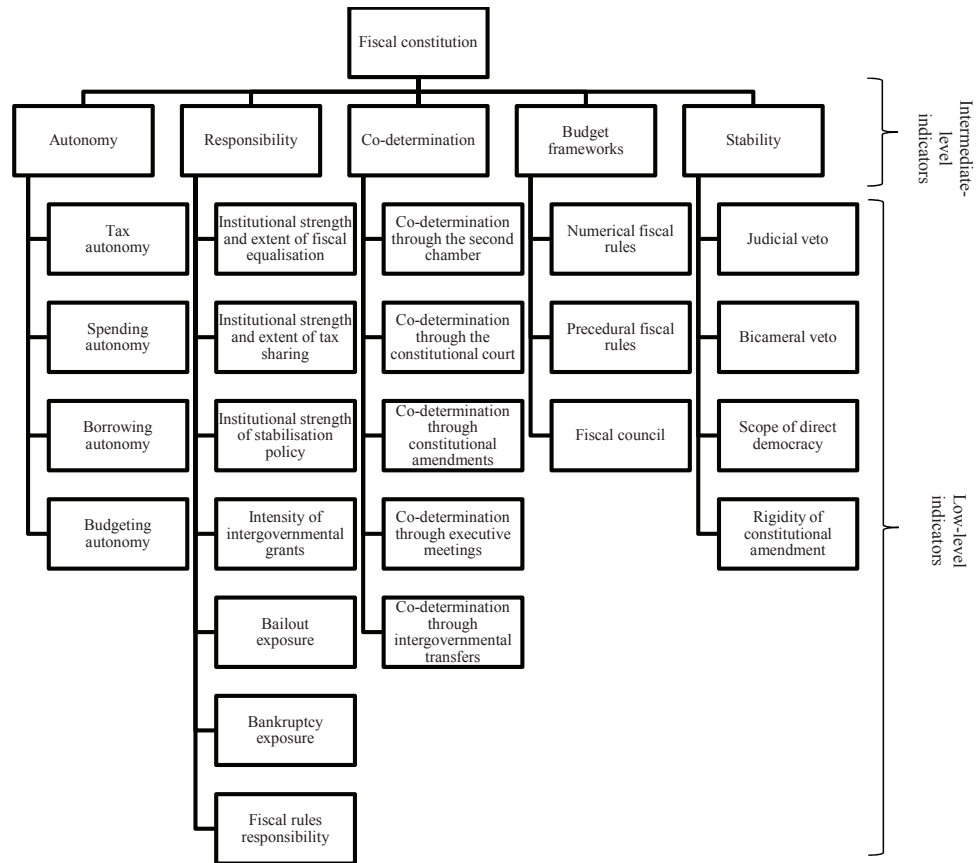 Fiscal constitution
Autonomy
Responsibility
Co-determination
Budget
frameworks
Stability
Intermediate-
level
indicators
Tax
autonomy
Spending
autonomy
Borrowing
autonomy
Budgeting
autonomy
Institutional strength
and extent of fiscal
equalisation
Institutional strength
and extent of tax
sharing
Institutional strength
of stabilisation
policy
Intensity of
intergovernmental
grants
Bailout
exposure
Bankruptcy
exposure
Fiscal rules
responsibility
Co-determination
through the second
chamber
Co-determination
through the
constitutional court
Co-determination
through
constitutional
amendments
Co-determination
through executive
meetings
Co-determination
through
intergovernmental
transfers
Numerical fiscal
rules
Precedural fiscal
rules
Fiscal council
Judicial veto
Bicameral veto
Scope of direct
democracy
Rigidity of
constitutional
amendment
Low-level
indicators